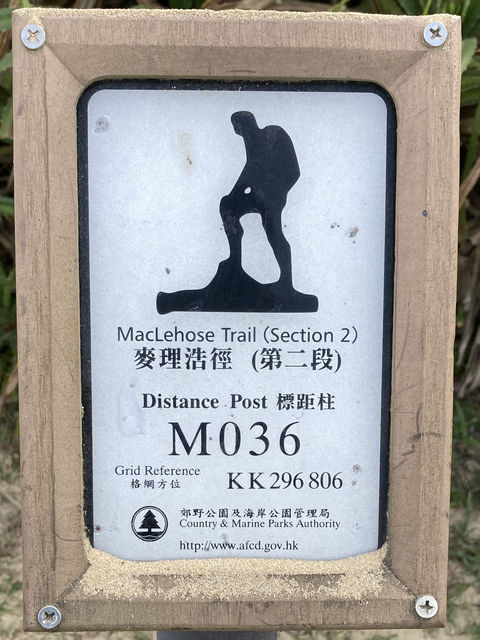 MacLehose Trail (Section 2)
麥理浩徑 (第二段)
Distance Post 標距柱
M036
Grid Reference
格網方位
KK 296 806
郊野公園及海岸公園管理局
Country & Marine Parks Authority
http://www.afcd.gov.hk